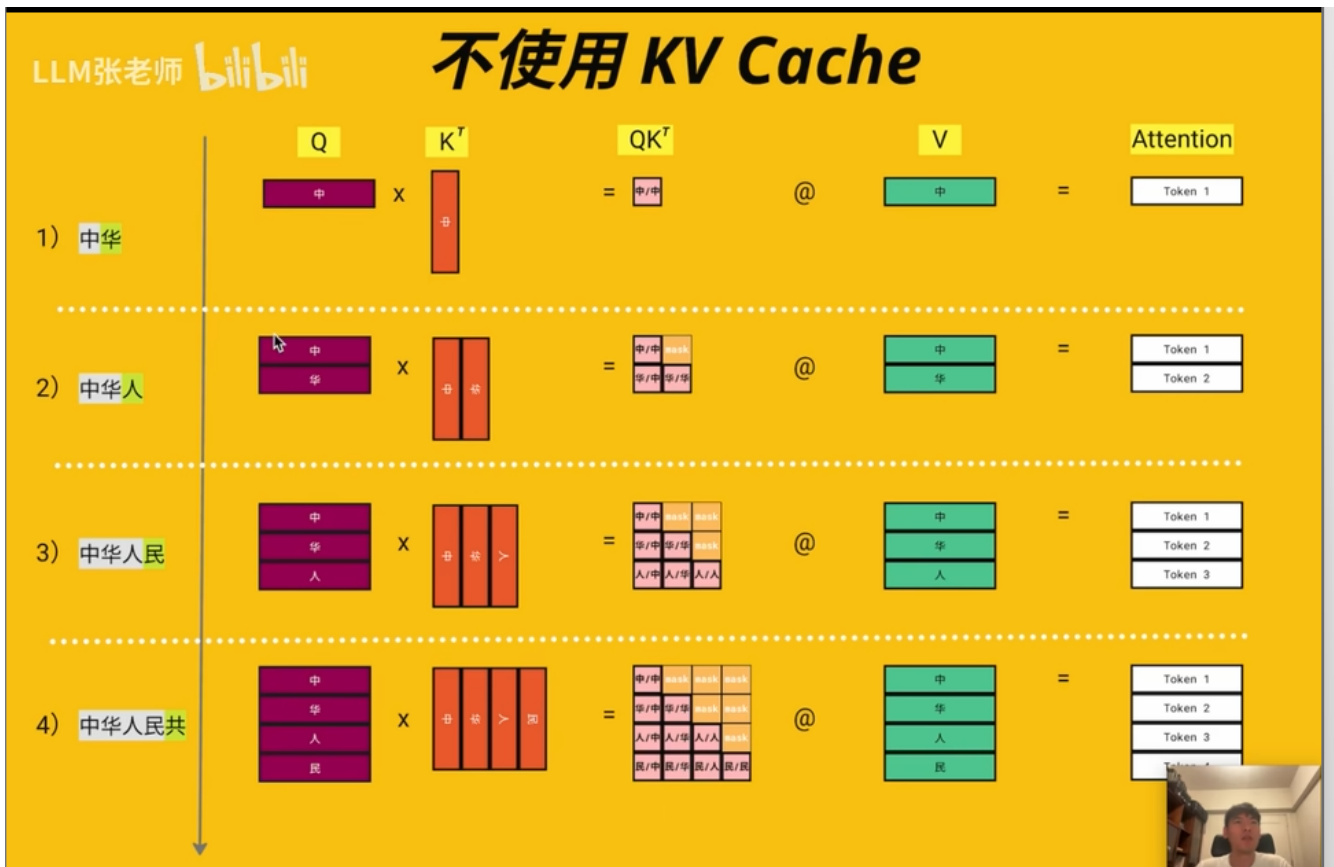 LLM张老师 bilibili
不使用 KV Cache
Q Kᵀ QKᵀ V Attention
1) 中华
中 x 中 = 中/中 @ 中 = Token 1
2) 中华人
中 x 中 华 = 中/中 mask @ 中 = Token 1
华 华/中 华/华 华 Token 2
3) 中华人民
中 x 中 华 人 = 中/中 mask mask @ 中 = Token 1
华 华/中 华/华 mask 华 Token 2
人 人/中 人/华 人/人 人 Token 3
4) 中华人民共
中 x 中 华 人 民 = 中/中 mask mask mask @ 中 = Token 1
华 华/中 华/华 mask mask 华 Token 2
人 人/中 人/华 人/人 mask 人 Token 3
民 民/中 民/华 民/人 民/民 民